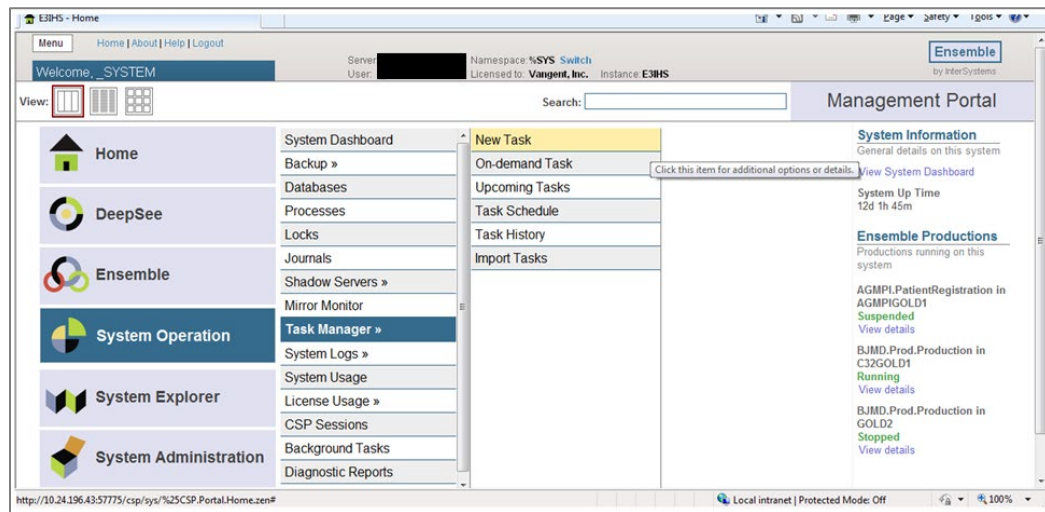 E3IHS - Home
Page Safety Tools
Menu Home | About | Help | Logout
Server
Namespace: %SYS Switch
User:
Licensed to: Vangent, Inc. Instance: E3IHS
Welcome, _SYSTEM
Ensemble
by InterSystems
View:
Search:
Management Portal
Home
DeepSee
Ensemble
System Operation
System Explorer
System Administration
System Dashboard
Backup »
Databases
Processes
Locks
Journals
Shadow Servers »
Mirror Monitor
Task Manager »
System Logs »
System Usage
License Usage »
CSP Sessions
Background Tasks
Diagnostic Reports
New Task
On-demand Task
Upcoming Tasks
Task Schedule
Task History
Import Tasks
Click this item for additional options or details.
System Information
General details on this system
View System Dashboard
System Up Time
12d 1h 45m
Ensemble Productions
Productions running on this
system
AGMPI.PatientRegistration in
AGMPIGOLD1
Suspended
View details
BJMD.Prod.Production in
C32GOLD1
Running
View details
BJMD.Prod.Production in
GOLD2
Stopped
View details
http://10.24.196.43:57775/csp/sys/%25CSP.Portal.Home.zen#
Local intranet | Protected Mode: Off
100%